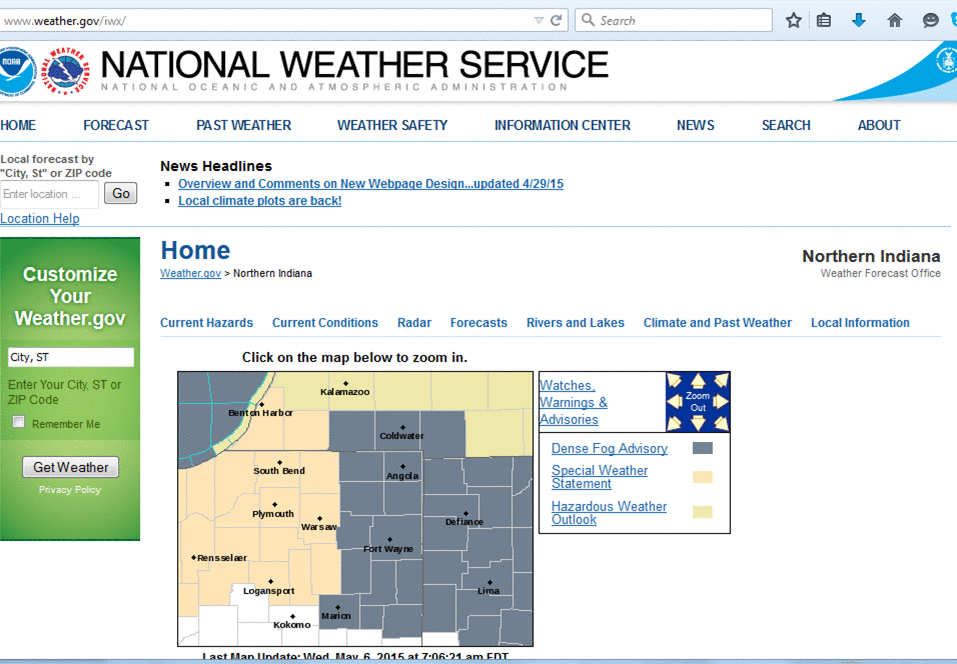 www.weather.gov/iwx/
Search
NOAA
NATIONAL WEATHER SERVICE
NATIONAL OCEANIC AND ATMOSPHERIC ADMINISTRATION
HOME FORECAST PAST WEATHER WEATHER SAFETY INFORMATION CENTER NEWS SEARCH ABOUT
Local forecast by
"City, St" or ZIP code
Enter location ...
Go
Location Help
News Headlines
Overview and Comments on New Webpage Design...updated 4/29/15
Local climate plots are back!
Customize
Your
Weather.gov
City, ST
Enter Your City, ST or
ZIP Code
Remember Me
Get Weather
Privacy Policy
Home
Weather.gov > Northern Indiana
Northern Indiana
Weather Forecast Office
Current Hazards Current Conditions Radar Forecasts Rivers and Lakes Climate and Past Weather Local Information
Click on the map below to zoom in.
Kalamazoo
Benton Harbor
Coldwater
South Bend
Angola
Plymouth
Warsaw
Defiance
Fort Wayne
Rensselaer
Logansport
Lima
Marion
Kokomo
Last Map Update: Wed, May. 6, 2015 at 7:06:21 am EDT
Watches,
Warnings &
Advisories
Zoom
Out
Dense Fog Advisory
Special Weather
Statement
Hazardous Weather
Outlook